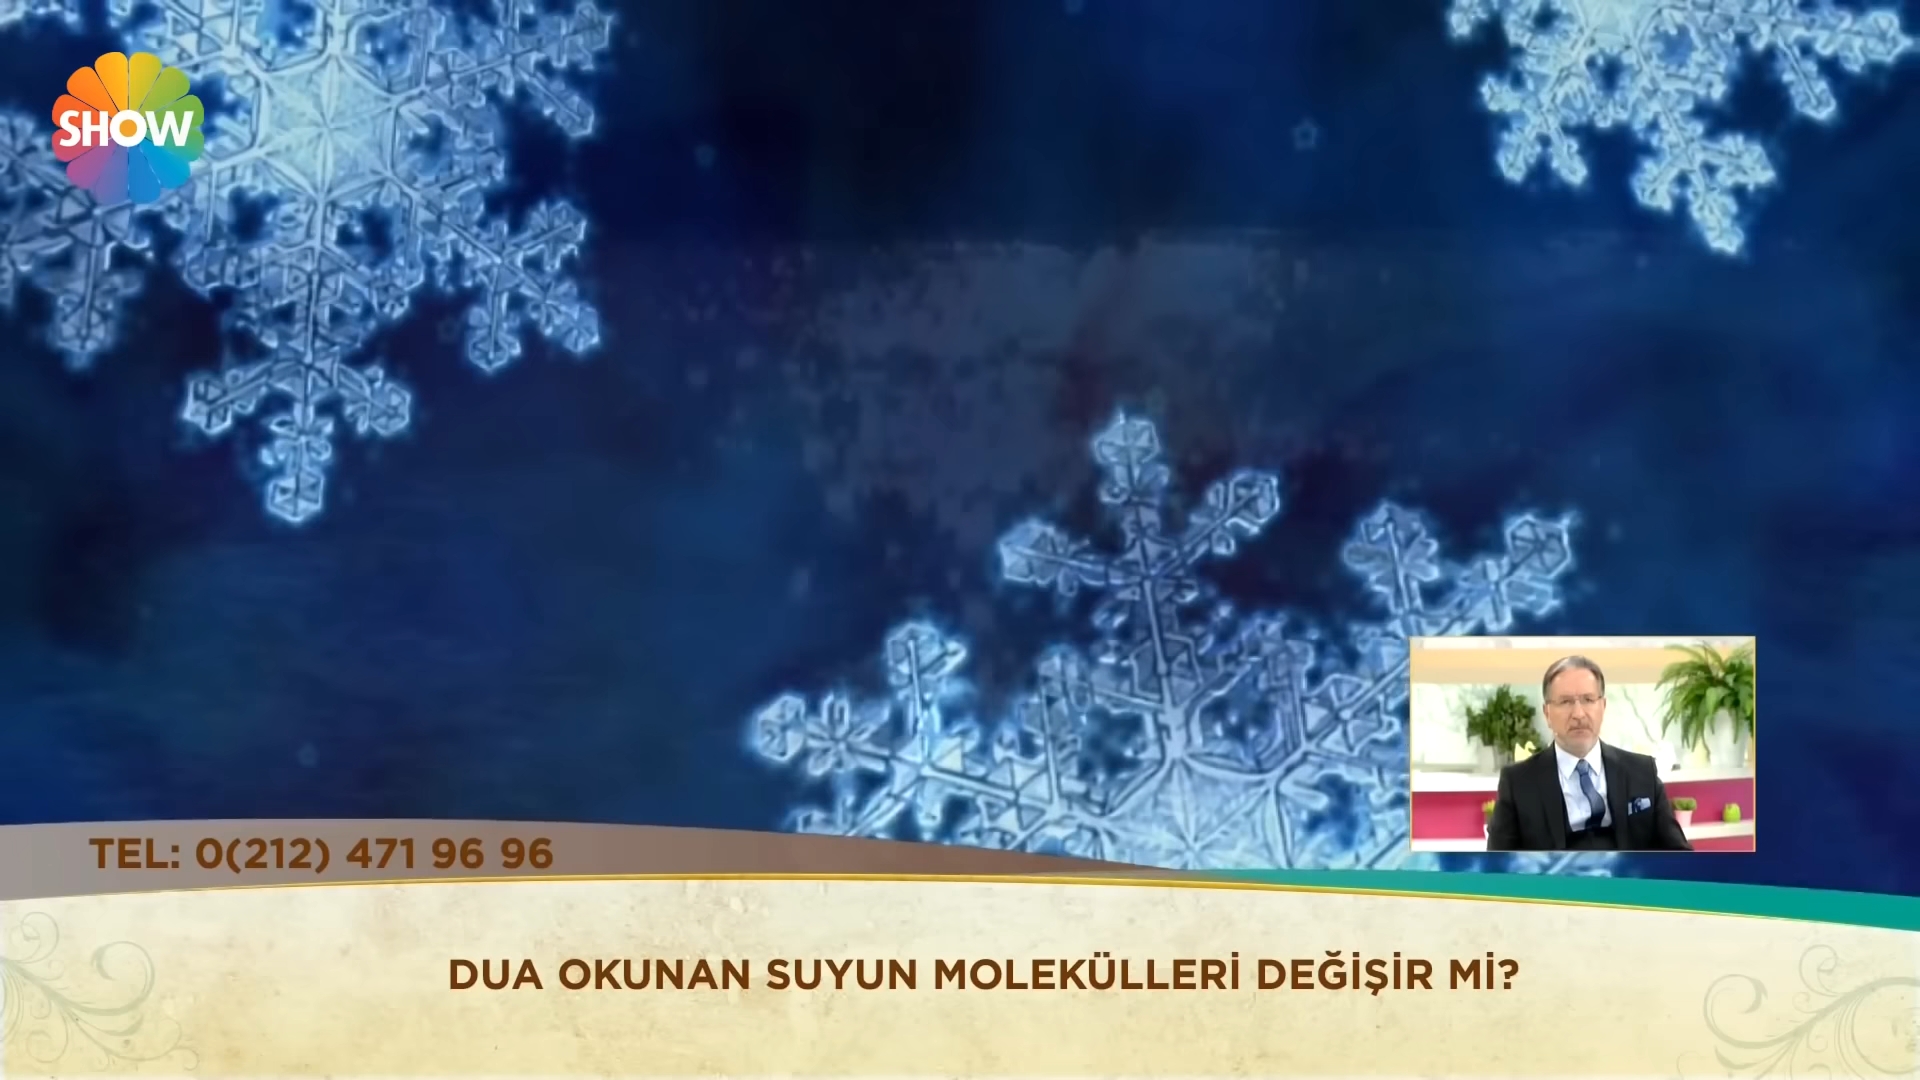 SHOW
TEL: 0(212) 471 96 96
DUA OKUNAN SUYUN MOLEKÜLLERİ DEĞİŞİR Mİ?